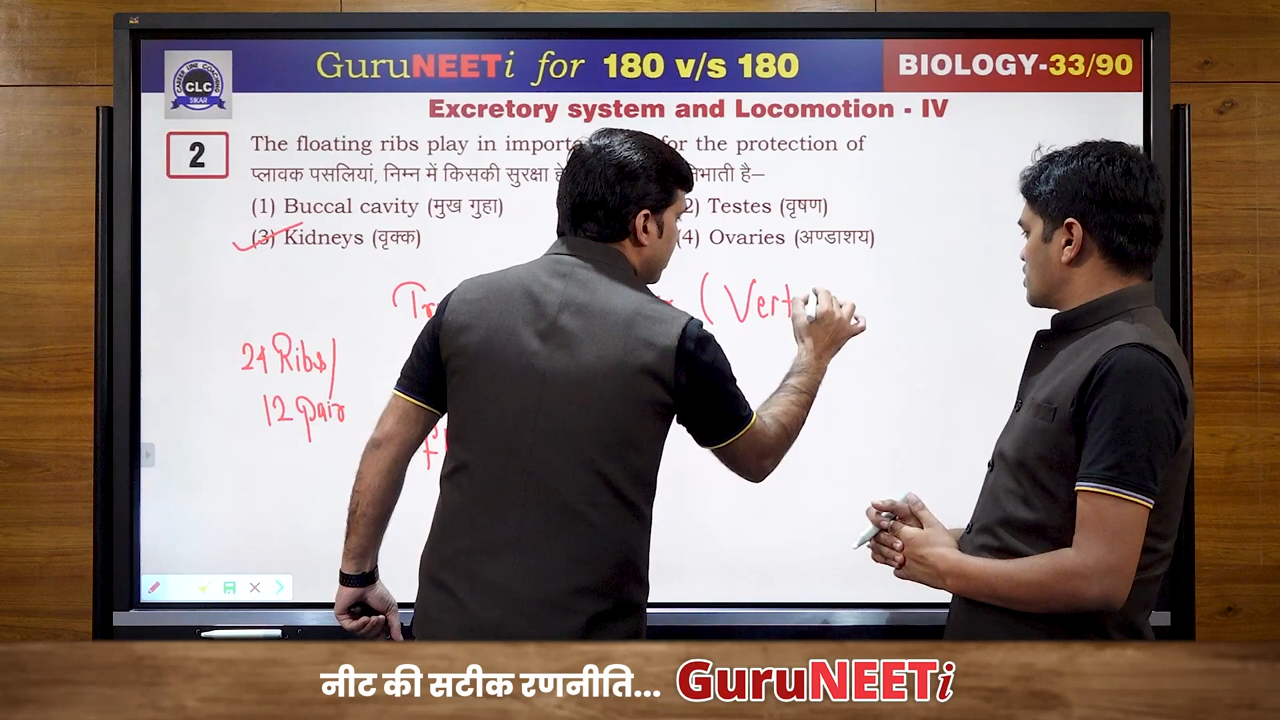 CAREER LINE COACHING
CLC
SIKAR
GuruNEETi for 180 v/s 180
BIOLOGY-33/90
Excretory system and Locomotion - IV
2
The floating ribs play in for the protection of
प्लावक पसलियां, निम्न में किसकी सुरक्षा निभाती है–
(1) Buccal cavity (मुख गुहा)
2) Testes (वृषण)
(3) Kidneys (वृक्क)
(4) Ovaries (अण्डाशय)
( Vert
24 Ribs/
12 pair
नीट की सटीक रणनीति... GuruNEETi